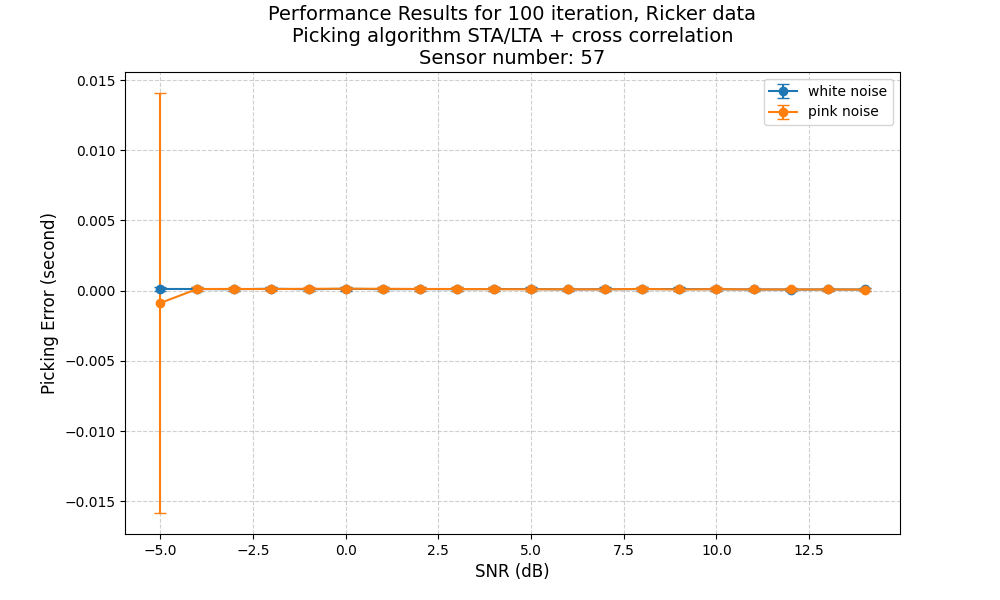 Performance Results for 100 iteration, Ricker data
Picking algorithm STA/LTA + cross correlation
Sensor number: 57
white noise
pink noise
Picking Error (second)
0.015
0.010
0.005
0.000
−0.005
−0.010
−0.015
−5.0 −2.5 0.0 2.5 5.0 7.5 10.0 12.5
SNR (dB)